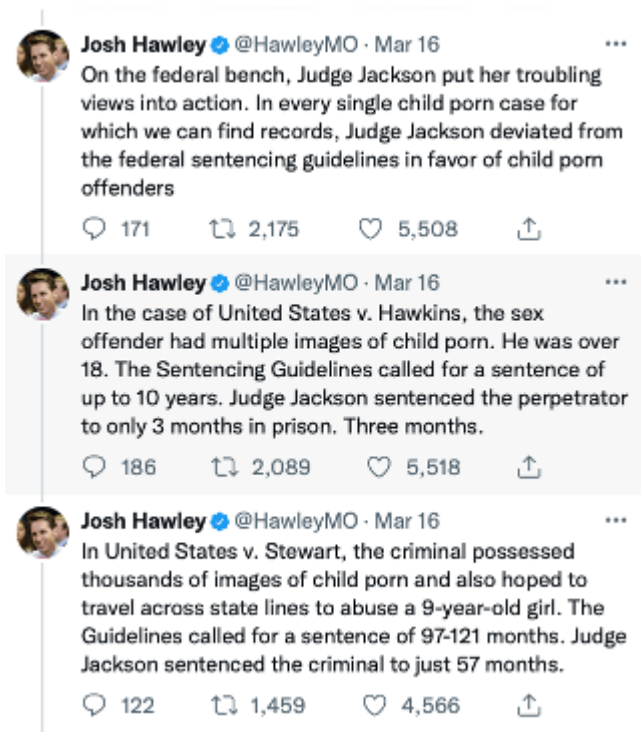 Josh Hawley @HawleyMO · Mar 16
On the federal bench, Judge Jackson put her troubling
views into action. In every single child porn case for
which we can find records, Judge Jackson deviated from
the federal sentencing guidelines in favor of child porn
offenders
171 2,175 5,508
Josh Hawley @HawleyMO · Mar 16
In the case of United States v. Hawkins, the sex
offender had multiple images of child porn. He was over
18. The Sentencing Guidelines called for a sentence of
up to 10 years. Judge Jackson sentenced the perpetrator
to only 3 months in prison. Three months.
186 2,089 5,518
Josh Hawley @HawleyMO · Mar 16
In United States v. Stewart, the criminal possessed
thousands of images of child porn and also hoped to
travel across state lines to abuse a 9-year-old girl. The
Guidelines called for a sentence of 97-121 months. Judge
Jackson sentenced the criminal to just 57 months.
122 1,459 4,566